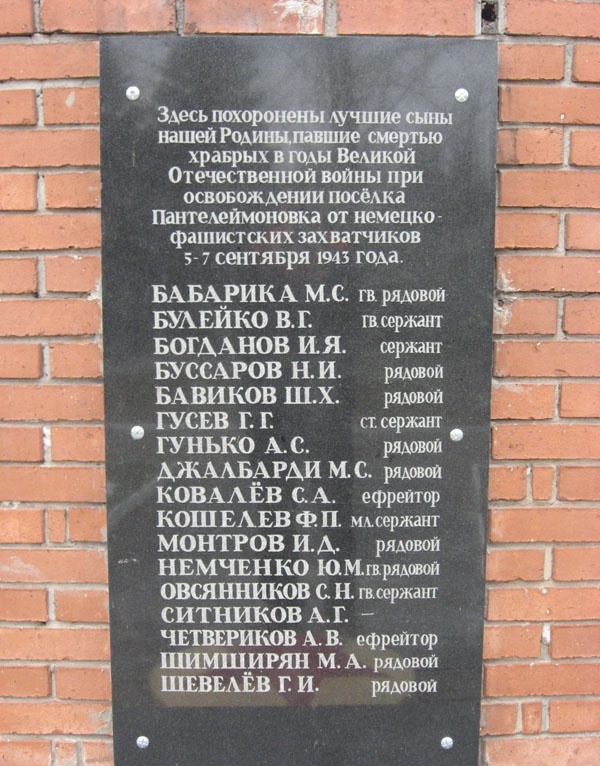 Здесь похоронены лучшие сыны
нашей Родины, павшие смертью
храбрых в годы Великой
Отечественной войны при
освобождении посёлка
Пантелеймоновка от немецко-
фашистских захватчиков
5-7 сентября 1943 года.
БАБАРИКА М.С. гв. рядовой
БУЛЕЙКО В.Г. гв. сержант
БОГДАНОВ И.Я. сержант
БУССАРОВ Н.И. рядовой
БАВИКОВ Ш.Х. рядовой
ГУСЕВ Г.Г. ст. сержант
ГУНЬКО А.С. рядовой
ДЖАЛБАРДИ М.С. рядовой
КОВАЛЁВ С.А. ефрейтор
КОШЕЛЕВ Ф.П. мл. сержант
МОНТРОВ И.Д. рядовой
НЕМЧЕНКО Ю.М. гв. рядовой
ОВСЯННИКОВ С.Н. гв. сержант
СИТНИКОВ А.Г. –
ЧЕТВЕРИКОВ А.В. ефрейтор
ШИМШИРЯН М.А. рядовой
ШЕВЕЛЁВ Г.И. рядовой